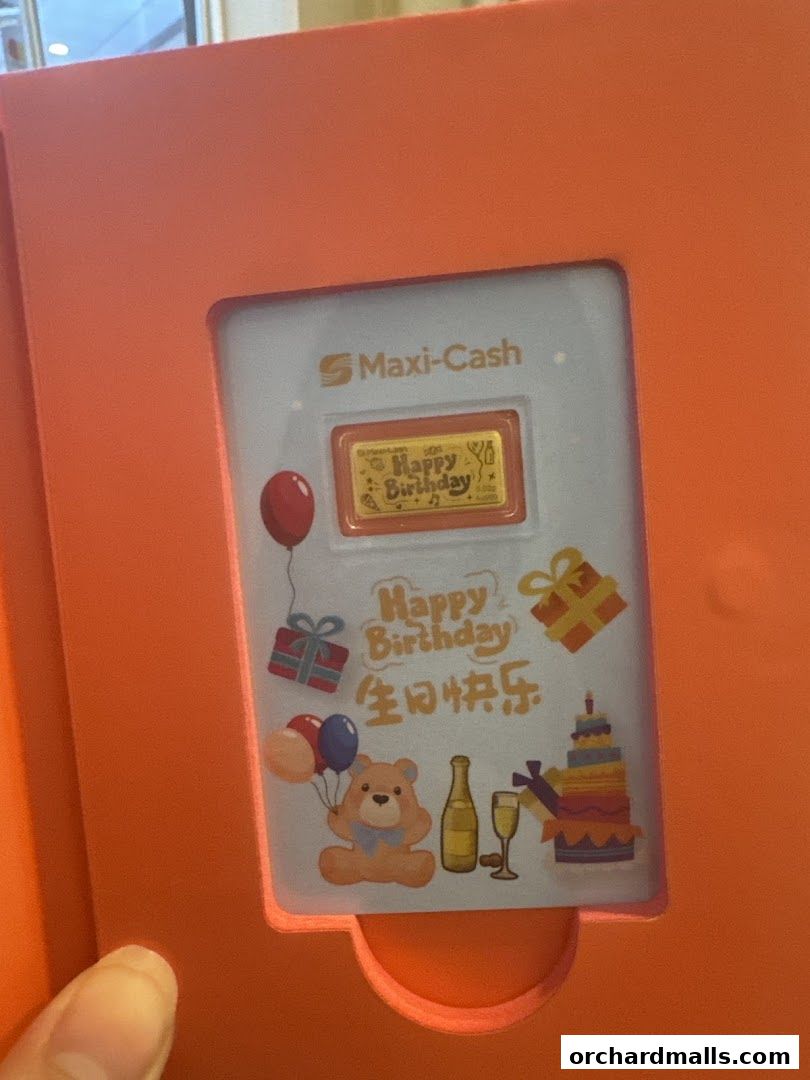 Maxi-Cash
Happy
Birthday
Happy
Birthday
生日快乐
orchardmalls.com